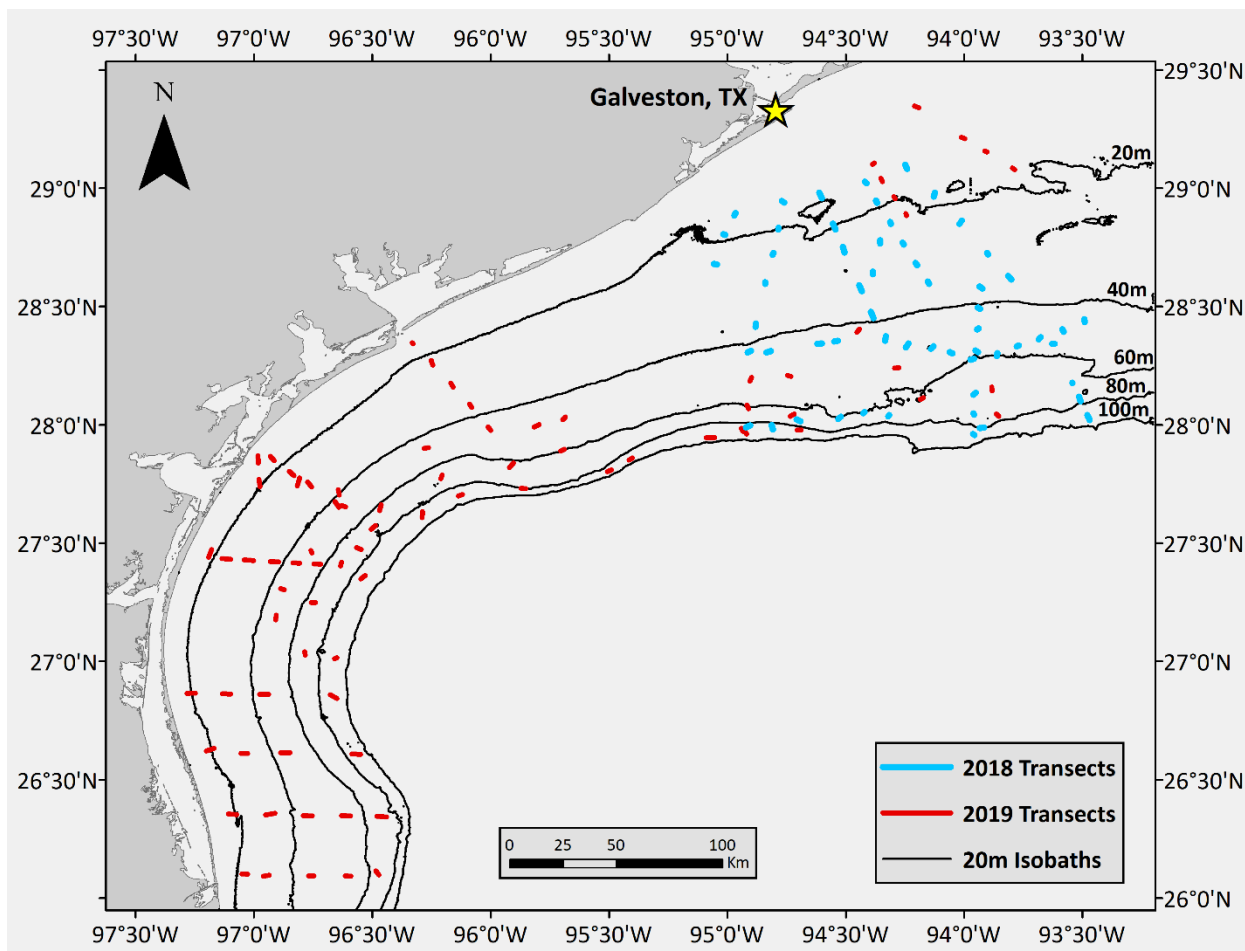 97°30'W 97°0'W 96°30'W 96°0'W 95°30'W 95°0'W 94°30'W 94°0'W 93°30'W
29°30'N
N
Galveston, TX
20m
29°0'N 29°0'N
40m
28°30'N 28°30'N
60m
80m
100m
28°0'N 28°0'N
27°30'N 27°30'N
27°0'N 27°0'N
26°30'N 26°30'N
2018 Transects
2019 Transects
20m Isobaths
0 25 50 100
Km
26°0'N 26°0'N
97°30'W 97°0'W 96°30'W 96°0'W 95°30'W 95°0'W 94°30'W 94°0'W 93°30'W